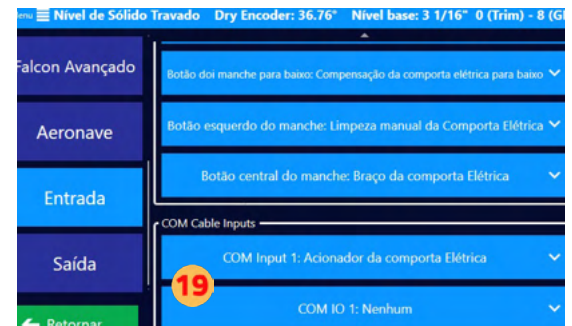 Menu Nível de Sólido Travado Dry Encoder: 36.76° Nível base: 3 1/16" 0 (Trim) - 8 (Gl
Falcon Avançado
Botão doi manche para baixo: Compensação da comporta elétrica para baixo
Aeronave
Botão esquerdo do manche: Limpeza manual da Comporta Elétrica
Botão central do manche: Braço da comporta Elétrica
Entrada
COM Cable Inputs
Saída
COM Input 1: Acionador da comporta Elétrica
19
COM IO 1: Nenhum
Retornar